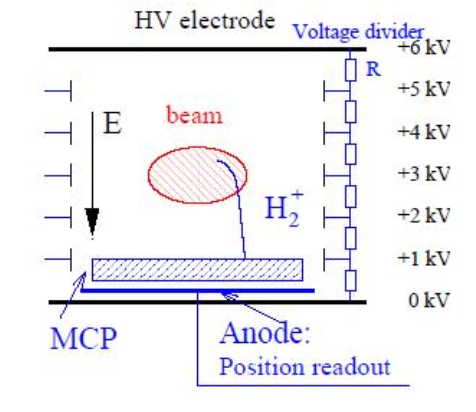 HV electrode
Voltage divider
+6 kV
R
+5 kV
E
beam
+4 kV
+3 kV
H₂⁺
+2 kV
+1 kV
0 kV
MCP
Anode:
Position readout